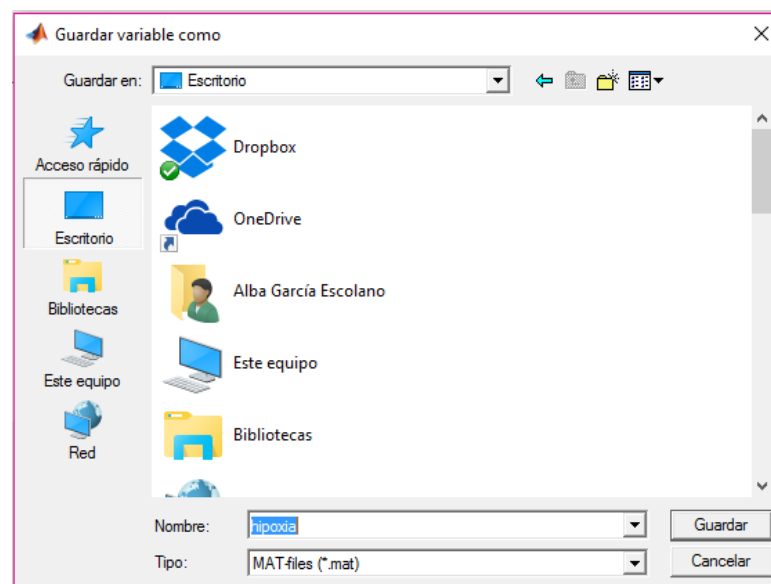 Guardar variable como
Guardar en:
Escritorio
Acceso rápido
Escritorio
Bibliotecas
Este equipo
Red
Dropbox
OneDrive
Alba García Escolano
Este equipo
Bibliotecas
Nombre:
hipoxia
Guardar
Tipo:
MAT-files (*.mat)
Cancelar